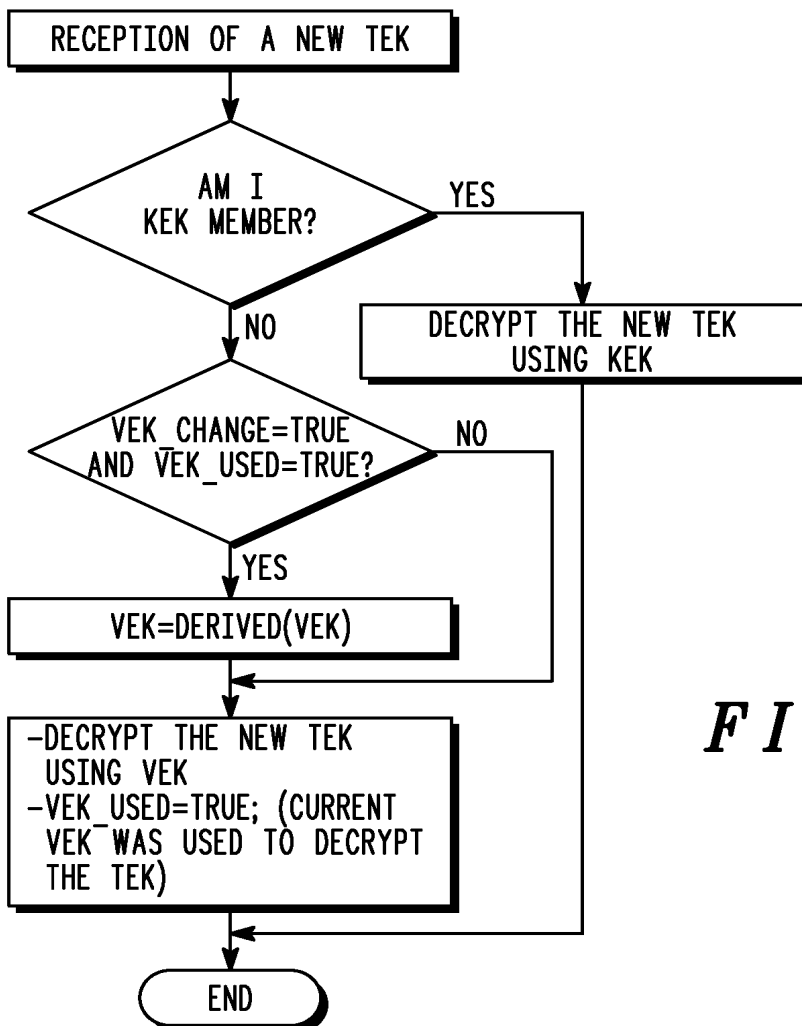 RECEPTION OF A NEW TEK
AM I
KEK MEMBER?
YES
NO
DECRYPT THE NEW TEK
USING KEK
VEK_CHANGE=TRUE
AND VEK_USED=TRUE?
NO
YES
VEK=DERIVED(VEK)
-DECRYPT THE NEW TEK
USING VEK
-VEK_USED=TRUE; (CURRENT
VEK WAS USED TO DECRYPT
THE TEK)
FI
END